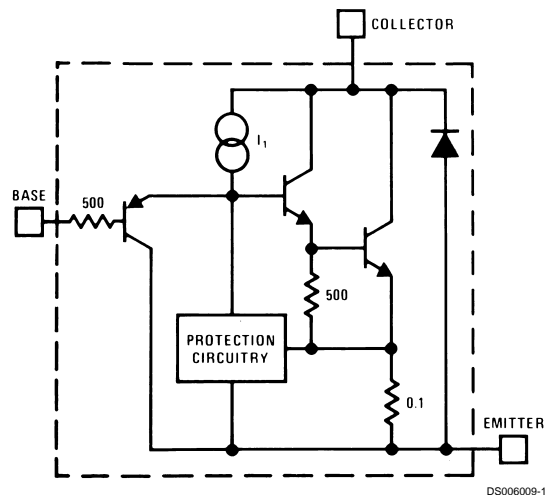 COLLECTOR
I₁
BASE
500
500
PROTECTION
CIRCUITRY
0.1
EMITTER
DS006009-1